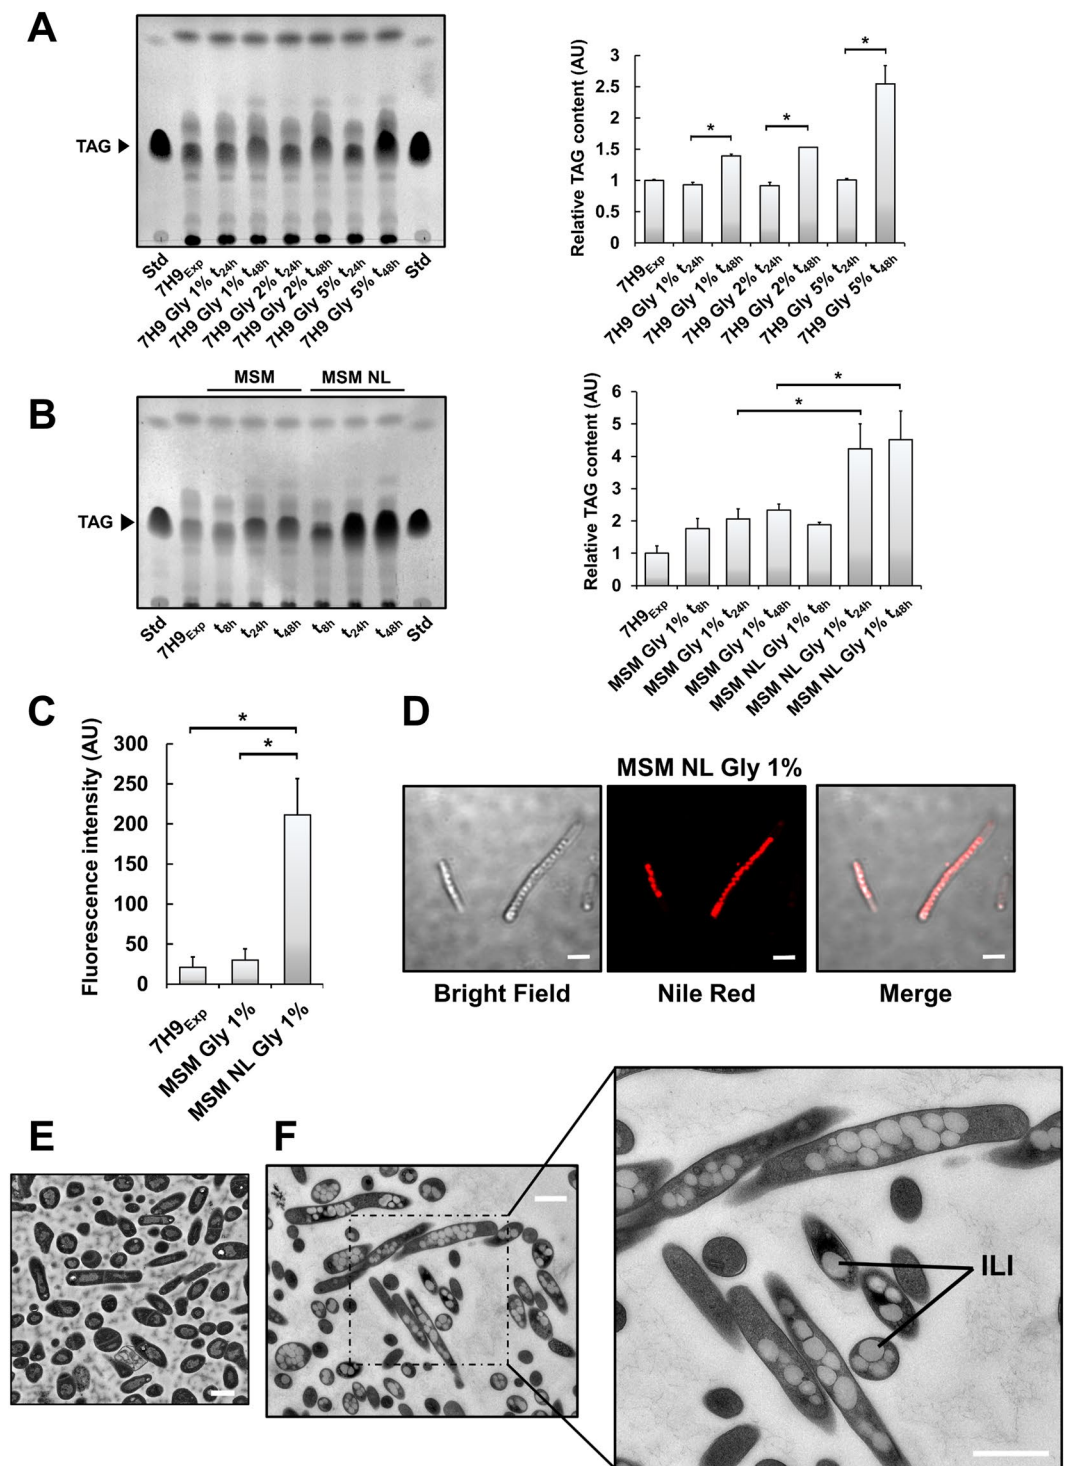 A
TAG
Std
7H9Exp
7H9 Gly 1% t24h
7H9 Gly 1% t48h
7H9 Gly 2% t24h
7H9 Gly 2% t48h
7H9 Gly 5% t24h
7H9 Gly 5% t48h
Std
Relative TAG content (AU)
3
2.5
2
1.5
1
0.5
0
*
*
*
7H9Exp
7H9 Gly 1% t24h
7H9 Gly 1% t48h
7H9 Gly 2% t24h
7H9 Gly 2% t48h
7H9 Gly 5% t24h
7H9 Gly 5% t48h
B
MSM
MSM NL
TAG
Std
7H9Exp
t8h
t24h
t48h
t8h
t24h
t48h
Std
Relative TAG content (AU)
6
5
4
3
2
1
0
*
*
7H9Exp
MSM Gly 1% t8h
MSM Gly 1% t24h
MSM Gly 1% t48h
MSM NL Gly 1% t8h
MSM NL Gly 1% t24h
MSM NL Gly 1% t48h
C
Fluorescence intensity (AU)
300
250
200
150
100
50
0
*
*
7H9Exp
MSM Gly 1%
MSM NL Gly 1%
D
MSM NL Gly 1%
Bright Field
Nile Red
Merge
E
F
ILI